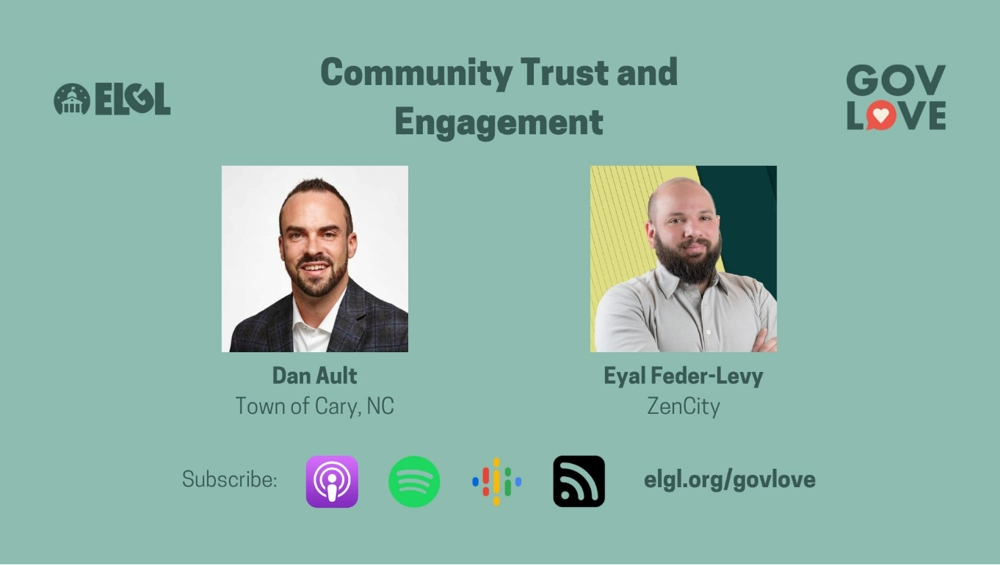 Community Trust and
Engagement
ELGL
GOV
LOVE
Dan Ault
Town of Cary, NC
Eyal Feder-Levy
ZenCity
Subscribe:
elgl.org/govlove